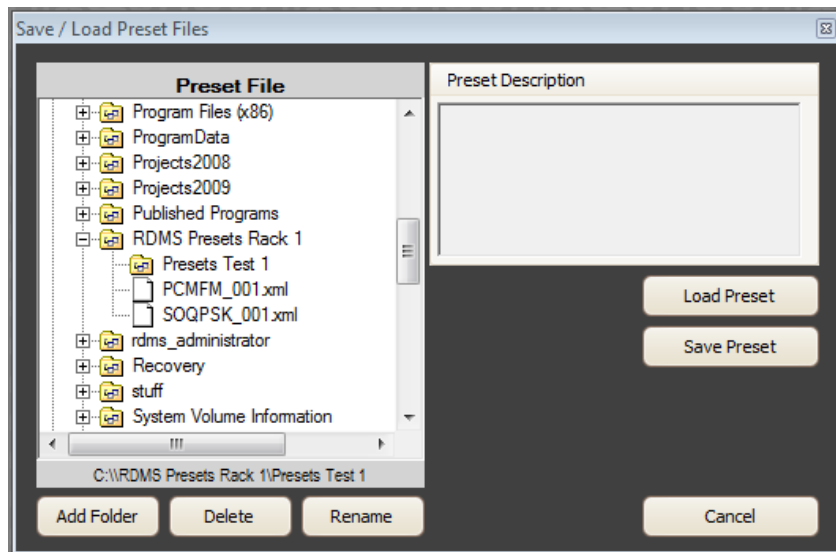 Save / Load Preset Files
Preset File
Program Files (x86)
ProgramData
Projects2008
Projects2009
Published Programs
RDMS Presets Rack 1
Presets Test 1
PCMFM_001.xml
SOQPSK_001.xml
rdms_administrator
Recovery
stuff
System Volume Information
C:\\RDMS Presets Rack 1\Presets Test 1
Add Folder
Delete
Rename
Preset Description
Load Preset
Save Preset
Cancel